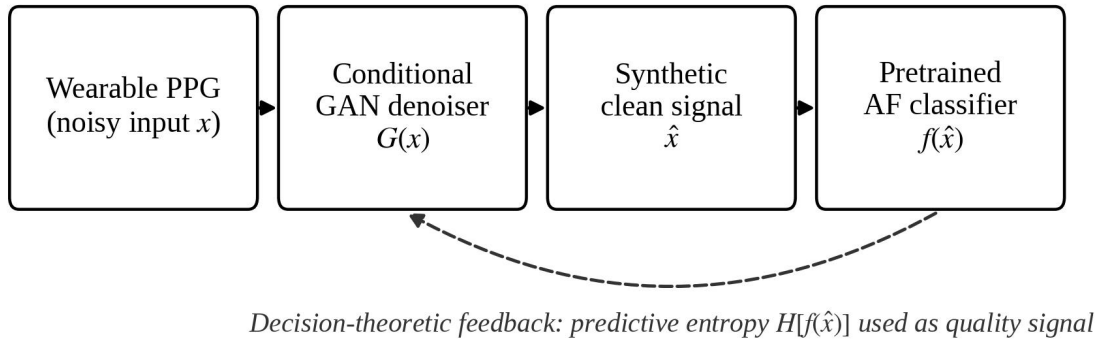 Wearable PPG
(noisy input x)
Conditional
GAN denoiser
G(x)
Synthetic
clean signal
x̂
Pretrained
AF classifier
f(x̂)
Decision-theoretic feedback: predictive entropy H[f(x̂)] used as quality signal